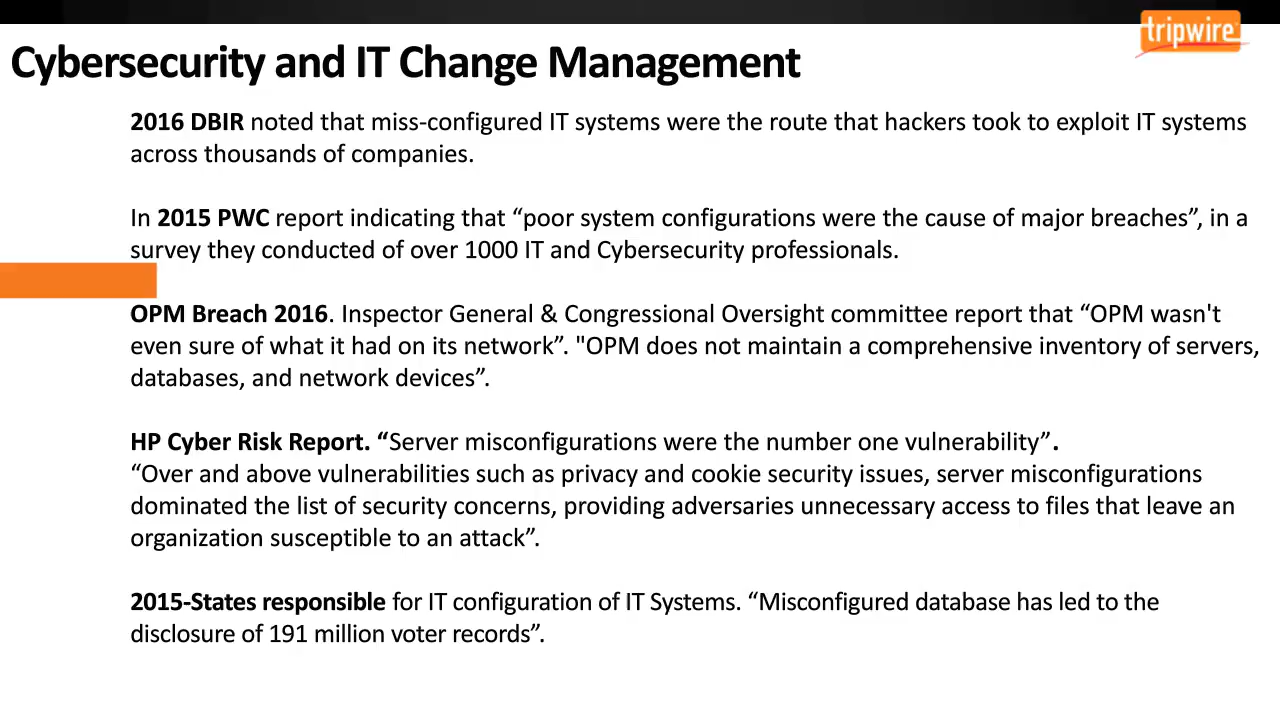 tripwire
Cybersecurity and IT Change Management
2016 DBIR noted that miss-configured IT systems were the route that hackers took to exploit IT systems
across thousands of companies.
In 2015 PWC report indicating that “poor system configurations were the cause of major breaches”, in a
survey they conducted of over 1000 IT and Cybersecurity professionals.
OPM Breach 2016. Inspector General & Congressional Oversight committee report that “OPM wasn't
even sure of what it had on its network”. "OPM does not maintain a comprehensive inventory of servers,
databases, and network devices”.
HP Cyber Risk Report. “Server misconfigurations were the number one vulnerability”.
“Over and above vulnerabilities such as privacy and cookie security issues, server misconfigurations
dominated the list of security concerns, providing adversaries unnecessary access to files that leave an
organization susceptible to an attack”.
2015-States responsible for IT configuration of IT Systems. “Misconfigured database has led to the
disclosure of 191 million voter records”.